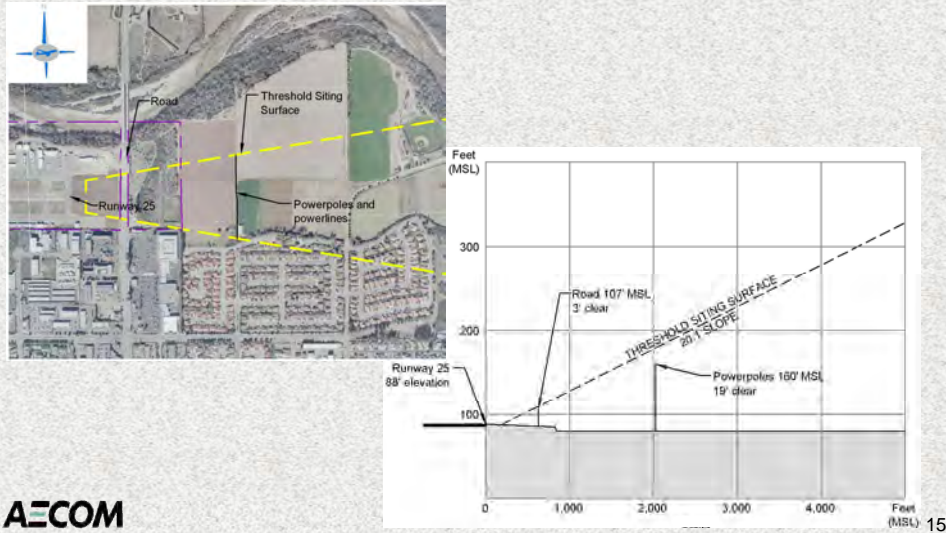 N
Road
Threshold Siting
Surface
Runway 25
Powerpoles and
powerlines
Feet
(MSL)
300
200
100
Road 107' MSL
3' clear
THRESHOLD SITING SURFACE
20:1 SLOPE
Runway 25
88' elevation
Powerpoles 160' MSL
19' clear
0
1,000
2,000
3,000
4,000
Feet
(MSL)
AECOM
15